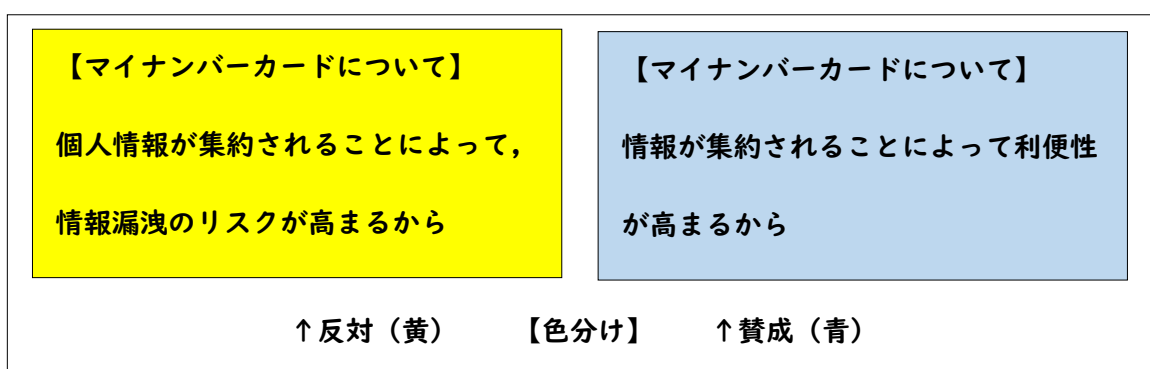 【マイナンバーカードについて】
個人情報が集約されることによって，
情報漏洩のリスクが高まるから
【マイナンバーカードについて】
情報が集約されることによって利便性
が高まるから
↑反対（黄） 【色分け】 ↑賛成（青）